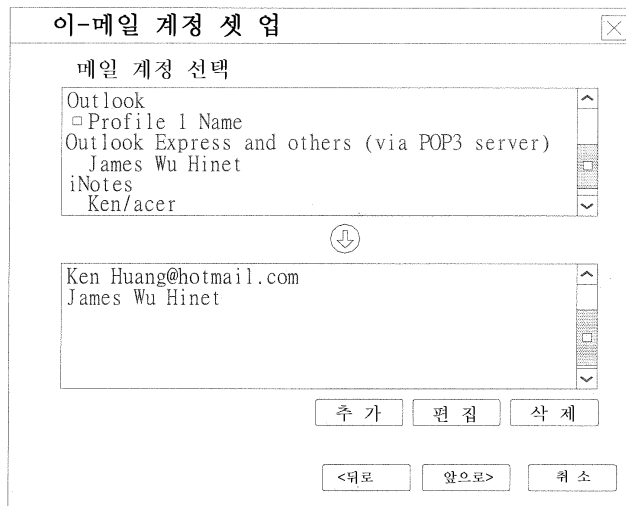 이-메일 계정 셋 업
메일 계정 선택
Outlook
Profile 1 Name
Outlook Express and others (via POP3 server)
James Wu Hinet
iNotes
Ken/acer
Ken Huang@hotmail.com
James Wu Hinet
추 가 편 집 삭 제
<뒤로 앞으로> 취 소